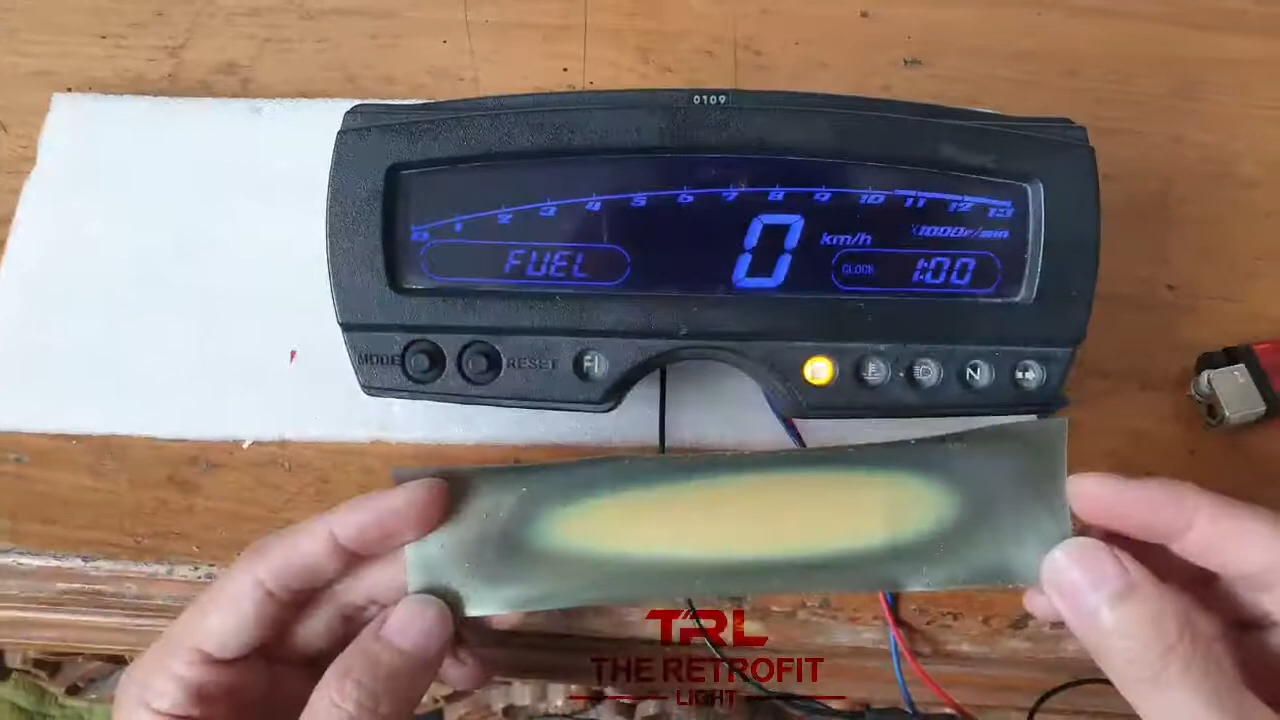 0109
0 1 2 3 4 5 6 7 8 9 10 11 12 13
X1000r/min
FUEL
0 km/h
CLOCK 1:00
MODE RESET FI N
TRL
THE RETROFIT
LIGHT